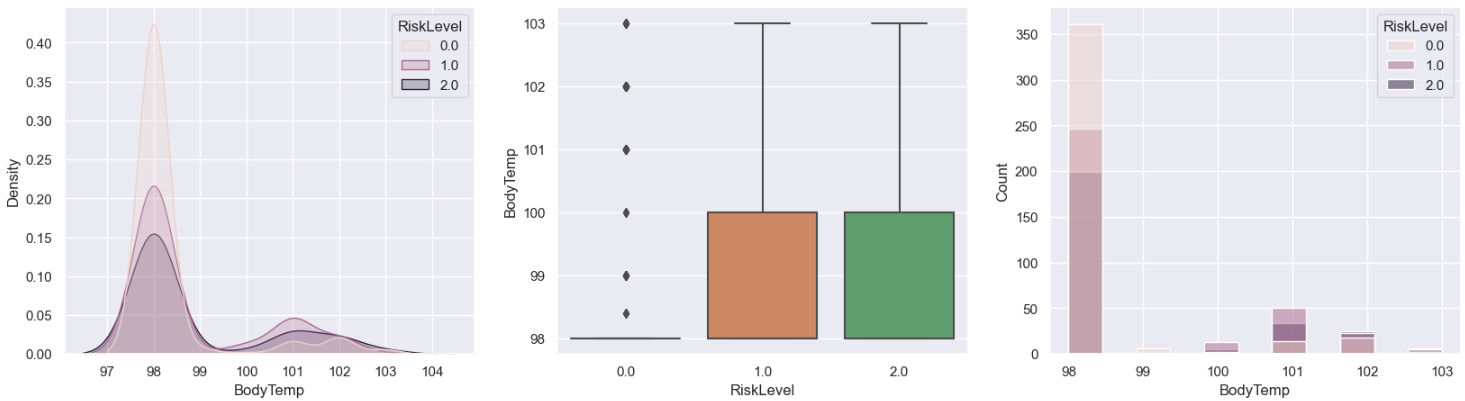 RiskLevel
0.0
1.0
2.0
Density
0.40
0.35
0.30
0.25
0.20
0.15
0.10
0.05
0.00
97 98 99 100 101 102 103 104
BodyTemp
BodyTemp
103
102
101
100
99
98
0.0 1.0 2.0
RiskLevel
RiskLevel
0.0
1.0
2.0
Count
350
300
250
200
150
100
50
0
98 99 100 101 102 103
BodyTemp